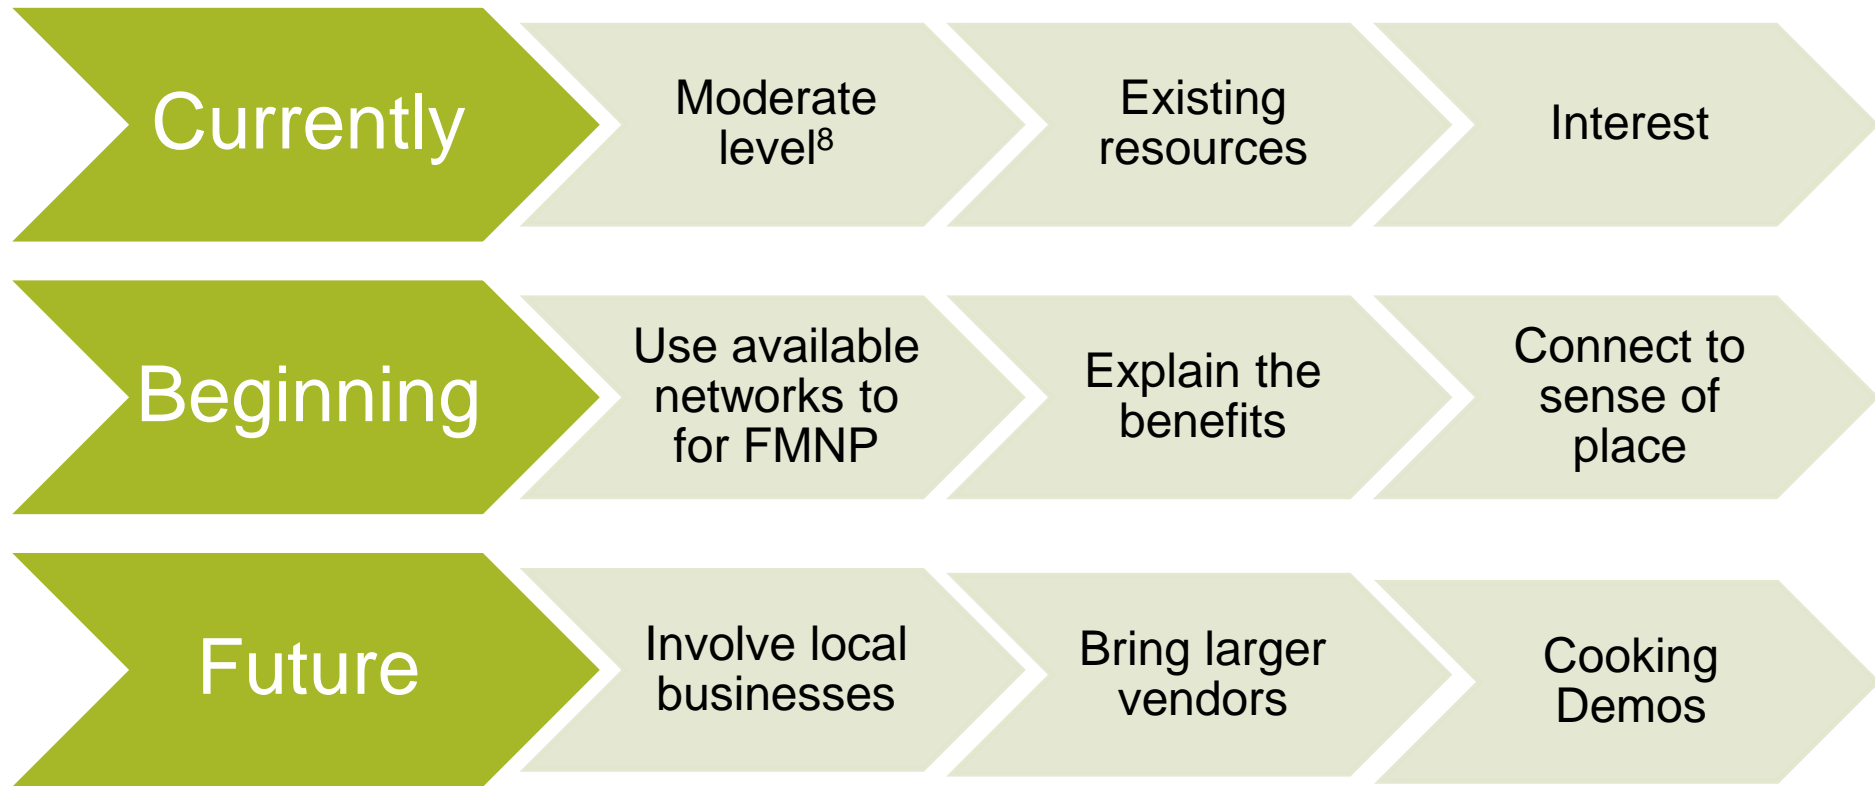 Currently
Moderate
level⁸
Existing
resources
Interest
Beginning
Use available
networks to
for FMNP
Explain the
benefits
Connect to
sense of
place
Future
Involve local
businesses
Bring larger
vendors
Cooking
Demos